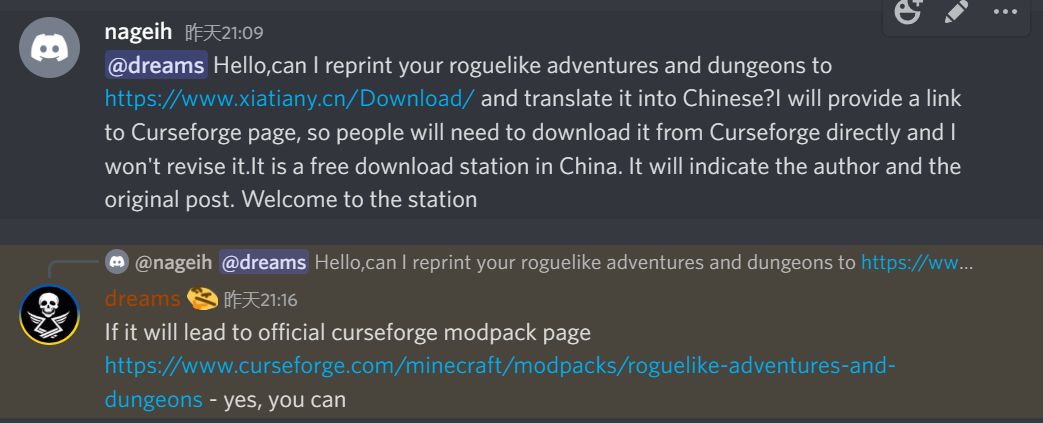 nageih 昨天21:09
@dreams Hello,can I reprint your roguelike adventures and dungeons to
https://www.xiatiany.cn/Download/ and translate it into Chinese?I will provide a link
to Curseforge page, so people will need to download it from Curseforge directly and I
won't revise it.It is a free download station in China. It will indicate the author and the
original post. Welcome to the station
@nageih @dreams Hello,can I reprint your roguelike adventures and dungeons to https://ww...
dreams 昨天21:16
If it will lead to official curseforge modpack page
https://www.curseforge.com/minecraft/modpacks/roguelike-adventures-and-
dungeons - yes, you can